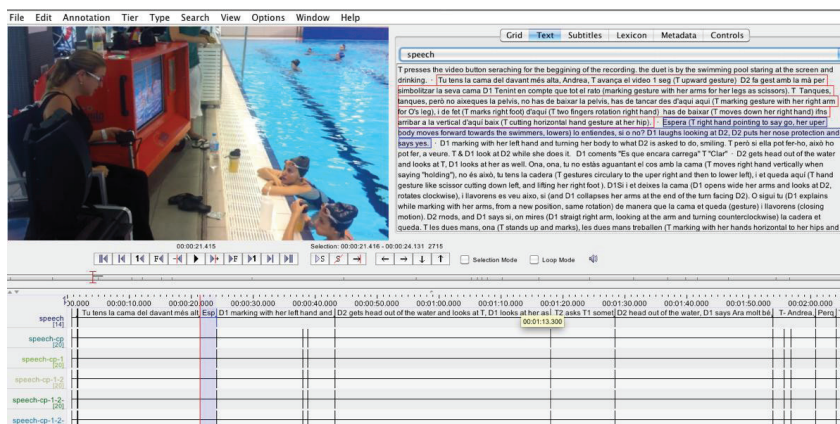 File Edit Annotation Tier Type Search View Options Window Help
Grid Text Subtitles Lexicon Metadata Controls
speech
T presses the video button seraching for the beggining of the recording. the duet is by the swimming pool staring at the screen and
drinking. · Tu tens la cama del davant més alta, Andrea, T avança el video 1 seg (T upward gesture) D2 fa gest amb la mà per
simbolitzar la seva cama D1 Tenint en compte que tot el rato (marking gesture with her arms for her legs as scissors). T Tanques,
tanques, però no aixeques la pelvis, no has de baixar la pelvis, has de tancar des d'aqui aqui (T marking gesture with her right arm
for O's leg), i de fet (T marks right foot) d'aquí (T two fingers rotation right hand) has de baixar (T moves down her right hand) ifns
arribar a la vertical d'aqui baix (T cutting horizontal hand gesture at her hip). · Espera (T right hand pointing to say go, her uper
body moves forward towards the swimmers, lowers) lo entiendes, si o no? D1 laughs looking at D2, D2 puts her nose protection and
says yes. · D1 marking with her left hand and turning her body to what D2 is asked to do, smiling. T però si ella pot fer-ho, això ho
pot fer, a veure. T & D1 look at D2 while she does it. D1 coments "Es que encara carrega" T "Clar" · D2 gets head out of the water
and looks at T, D1 looks at her as well. Ona, ona, tu no estàs aguantant el cos amb la cama (T moves right hand vertically when
saying "holding"), no és això, tu tens la cadera (T gestures circulary to the uper right and then to lower left), i et queda aquí (T hand
gesture like scissor cutting down left, and lifting her right foot ). D1Si i et deixes la cama (D1 opens wide her arms and looks at D2,
rotates clockwise), i llavorens es veu aixo, si (and D1 collapses her arms at the end of the turn facing D2). O sigui tu (D1 explains
while marking with her arms, from a new position, same rotation) de manera que la cama et queda (gesture) i llavorens (closing
motion). D2 mods, and D1 says si, on mires (D1 straigt right arm, looking at the arm and turning counterclockwise) la cadera et
queda. T les dues mans, ona (T stands up and marks), les dues mans treballen (T marking with her hands horizontal to her hips and
00:00:21.415 Selection: 00:00:21.416 - 00:00:24.131 2715
Selection Mode Loop Mode
00:00:10.000 00:00:20.000 00:00:30.000 00:00:40.000 00:00:50.000 00:01:00.000 00:01:10.000 00:01:20.000 00:01:30.000 00:01:40.000 00:01:50.000 00:02:00.000
speech [14] Tu tens la cama del davant més alt Esp D1 marking with her left hand and D2 gets head out of the water and looks at T, D1 looks at her as T2 asks T1 somet D2 head out of the water, D1 says Ara molt bé, T- Andrea, Perq
00:01:13.300
speech-cp [20]
speech-cp-1 [20]
speech-cp-1-2 [20]
speech-cp-1-2- [20]
speech-cp-1-2-